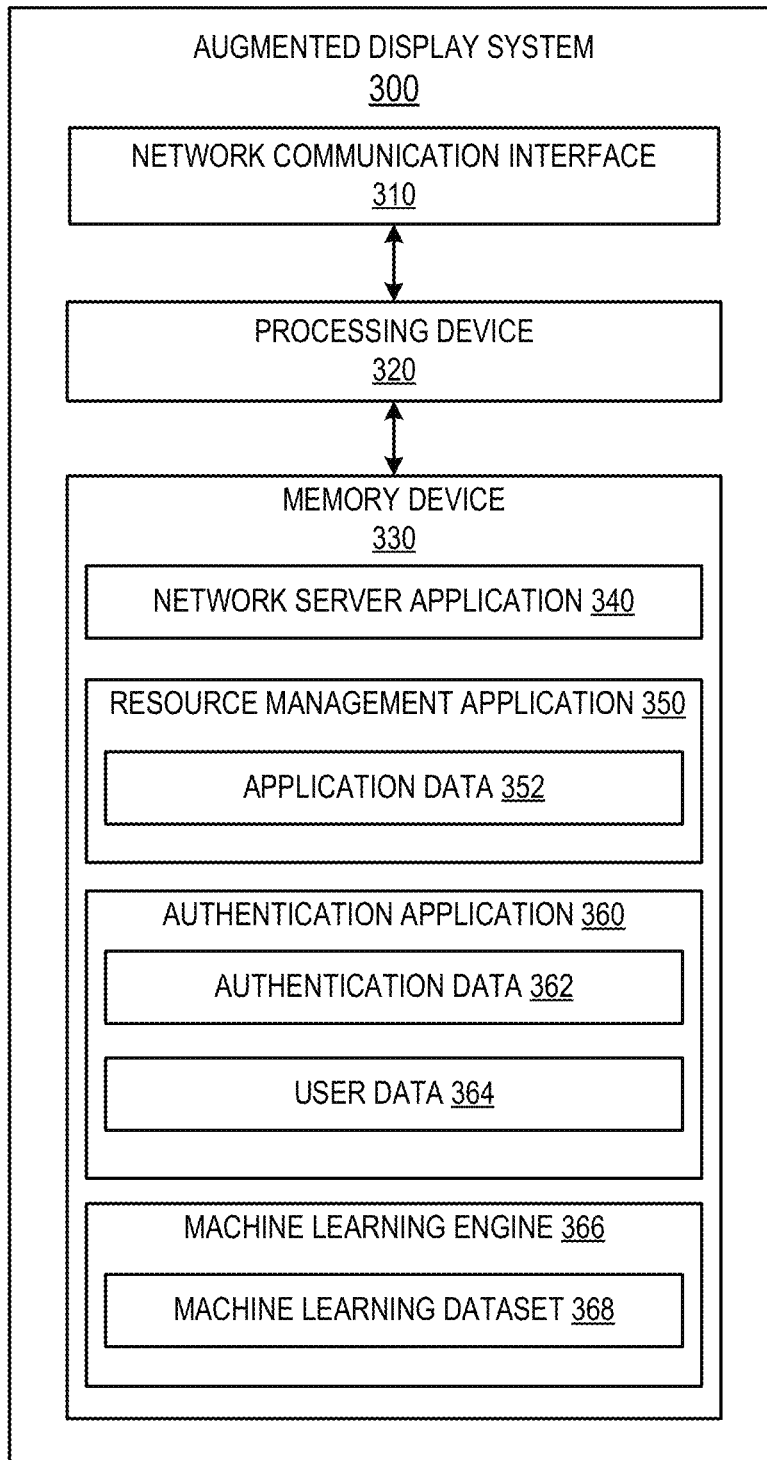 AUGMENTED DISPLAY SYSTEM
300
NETWORK COMMUNICATION INTERFACE
310
PROCESSING DEVICE
320
MEMORY DEVICE
330
NETWORK SERVER APPLICATION 340
RESOURCE MANAGEMENT APPLICATION 350
APPLICATION DATA 352
AUTHENTICATION APPLICATION 360
AUTHENTICATION DATA 362
USER DATA 364
MACHINE LEARNING ENGINE 366
MACHINE LEARNING DATASET 368